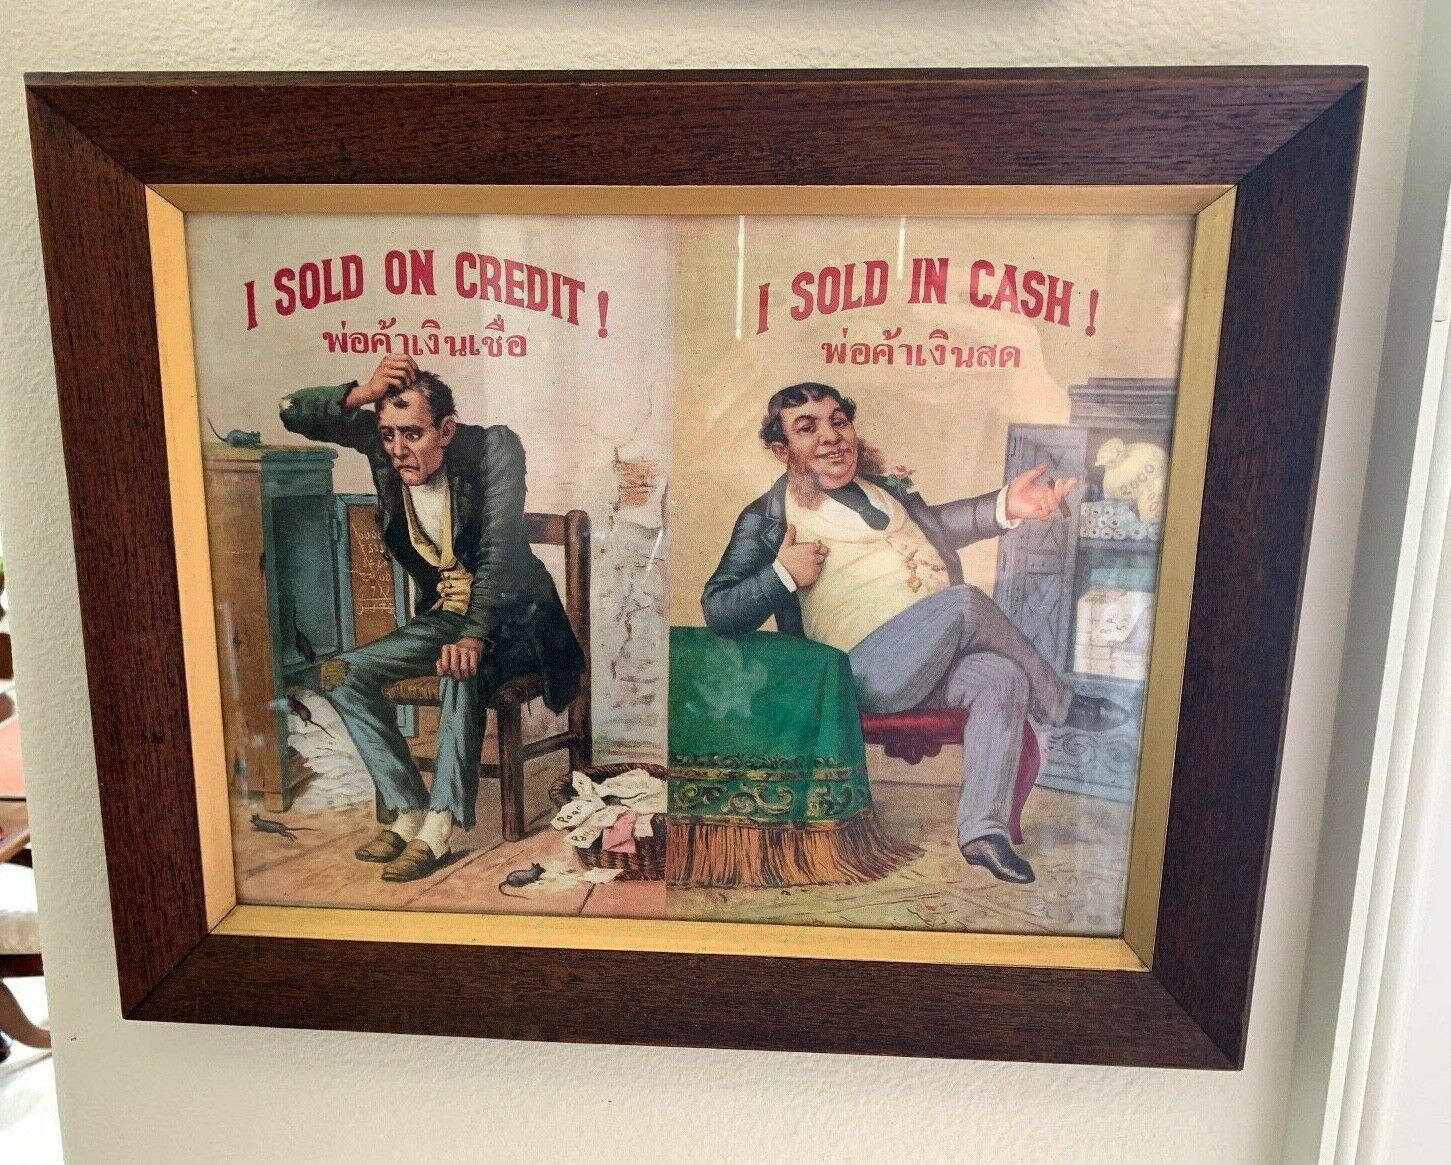 I SOLD ON CREDIT!
พ่อค้าเงินเชื่อ
I SOLD IN CASH!
พ่อค้าเงินสด
2000